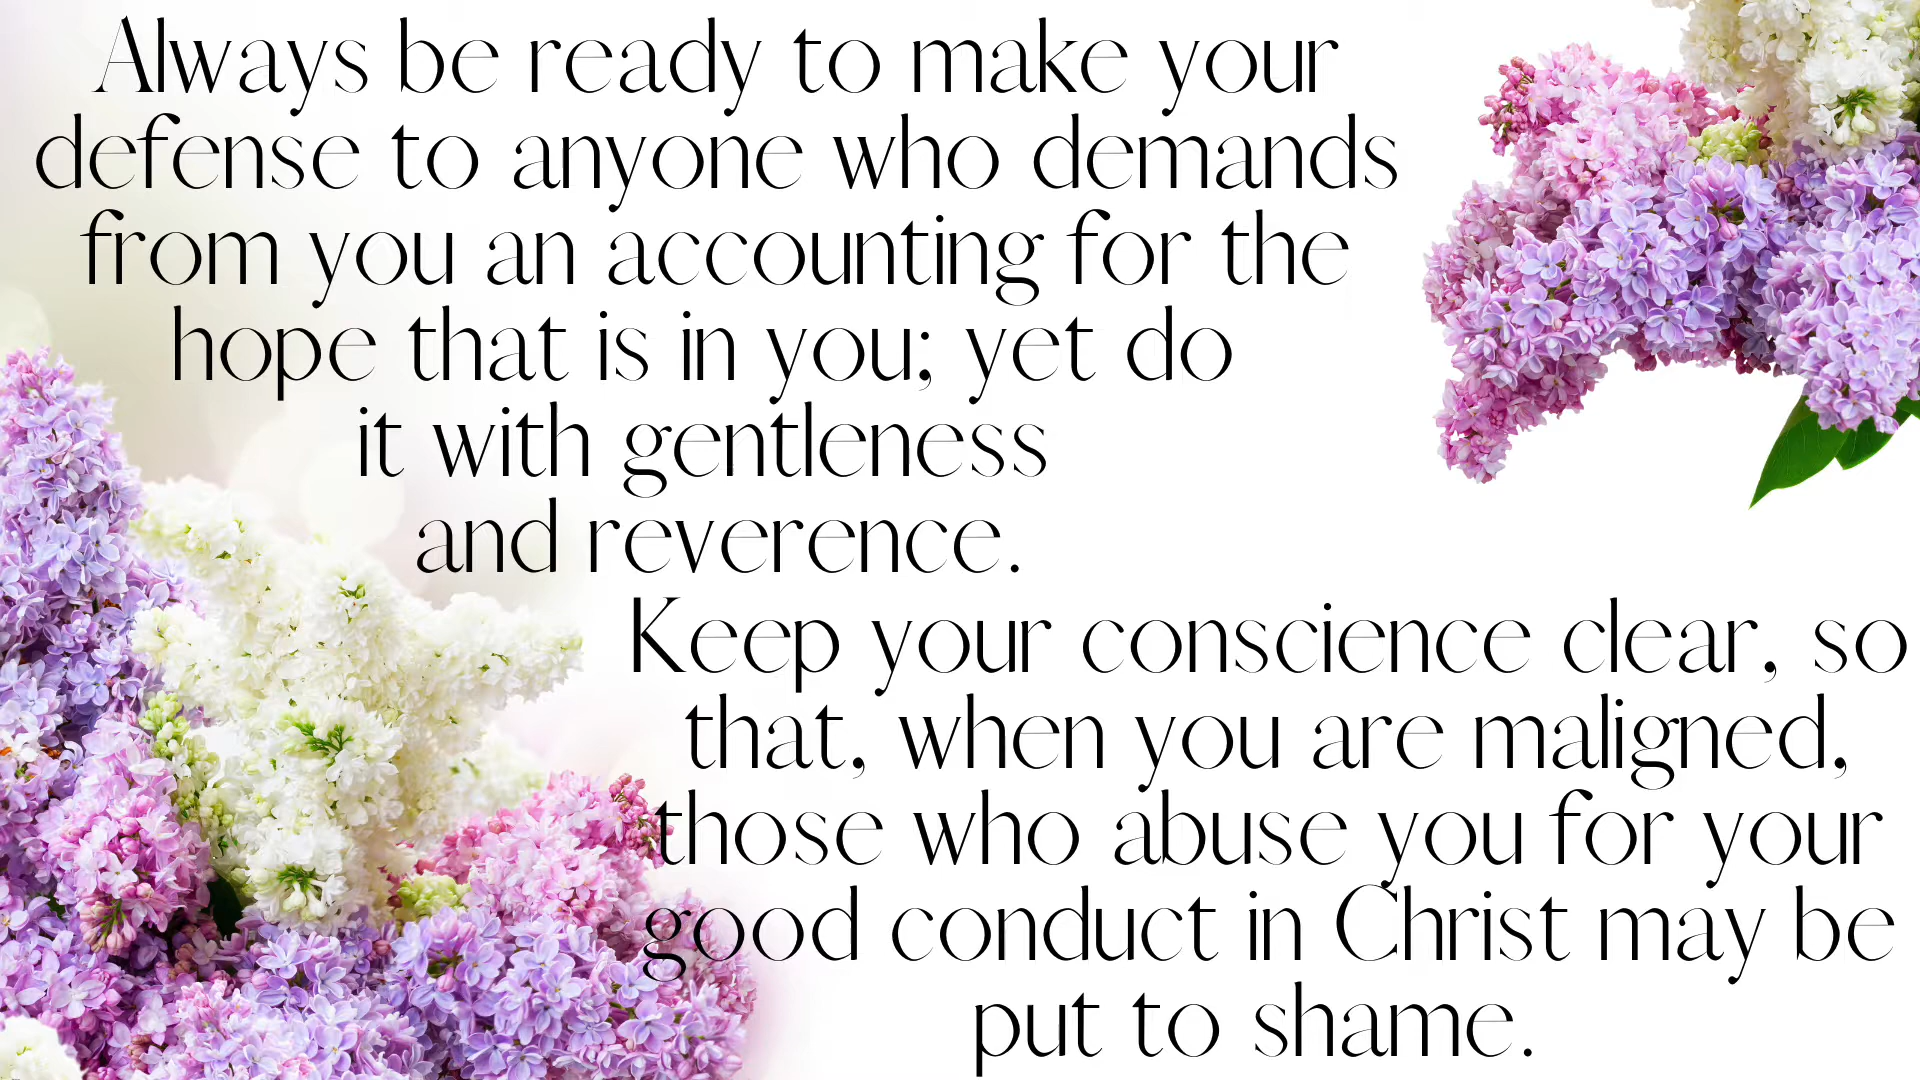 Always be ready to make your
defense to anyone who demands
from you an accounting for the
hope that is in you; yet do
it with gentleness
and reverence.
Keep your conscience clear, so
that, when you are maligned,
those who abuse you for your
good conduct in Christ may be
put to shame.